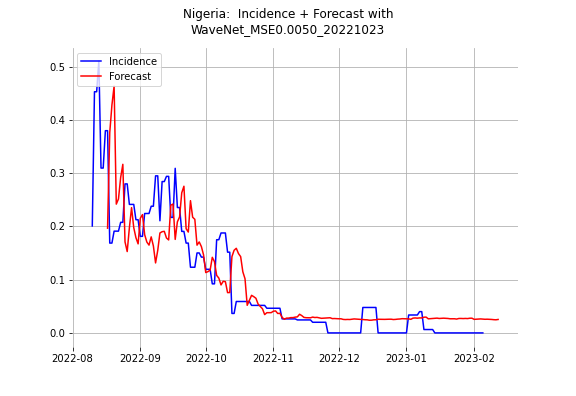 Nigeria:  Incidence + Forecast with
WaveNet_MSE0.0050_20221023
Incidence
Forecast
0.5
0.4
0.3
0.2
0.1
0.0
2022-08 2022-09 2022-10 2022-11 2022-12 2023-01 2023-02